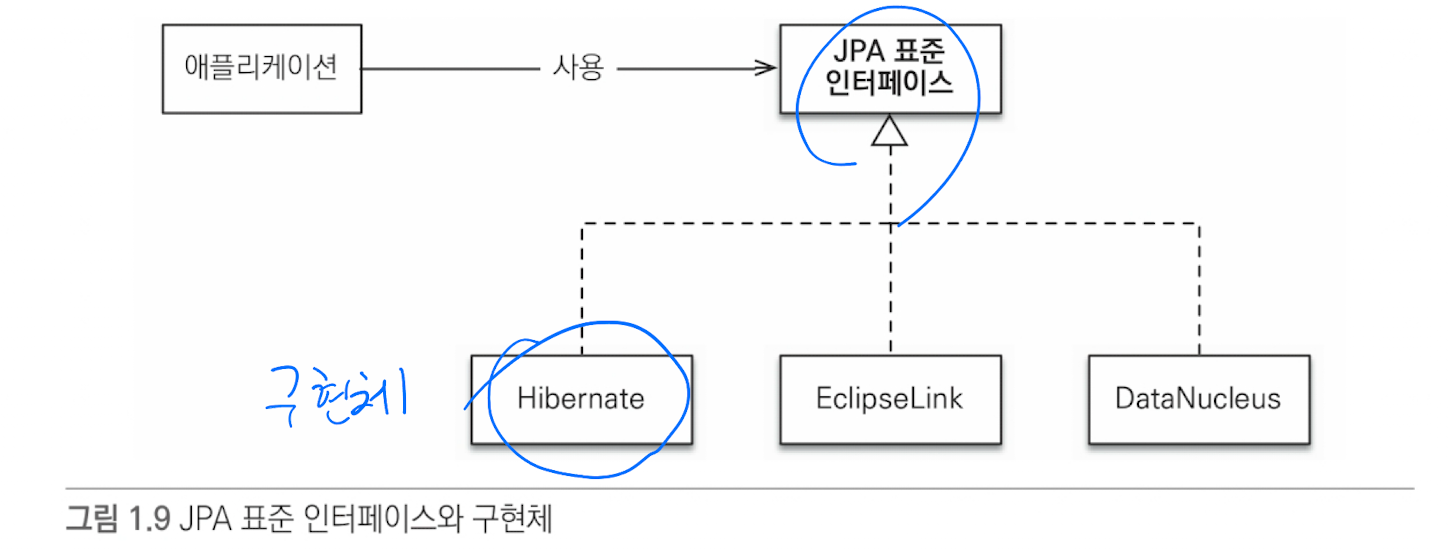 애플리케이션
사용
JPA 표준
인터페이스
구현체
Hibernate
EclipseLink
DataNucleus
그림 1.9 JPA 표준 인터페이스와 구현체